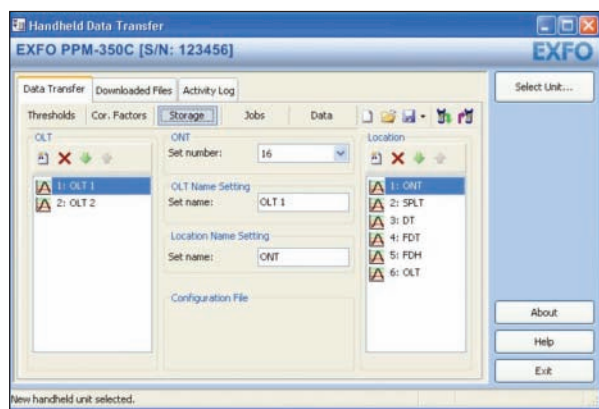 Handheld Data Transfer
EXFO PPM-350C [S/N: 123456]
EXFO
Data Transfer Downloaded Files Activity Log
Select Unit...
Thresholds Cor. Factors Storage Jobs Data
OLT
1: OLT 1
2: OLT 2
ONT
Set number: 16
OLT Name Setting
Set name: OLT 1
Location Name Setting
Set name: ONT
Configuration File
Location
1: ONT
2: SPLT
3: DT
4: FDT
5: FDH
6: OLT
About
Help
Exit
New handheld unit selected.